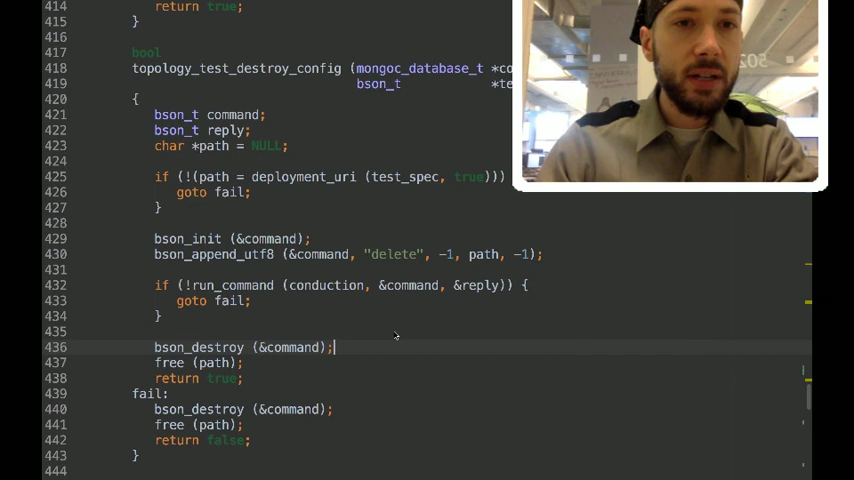 414 return true;
415 }
416
417 bool
418 topology_test_destroy_config (mongoc_database_t *co
419 bson_t *te
420 {
421 bson_t command;
422 bson_t reply;
423 char *path = NULL;
424
425 if (!(path = deployment_uri (test_spec, true)))
426 goto fail;
427 }
428
429 bson_init (&command);
430 bson_append_utf8 (&command, "delete", -1, path, -1);
431
432 if (!run_command (conduction, &command, &reply)) {
433 goto fail;
434 }
435
436 bson_destroy (&command);
437 free (path);
438 return true;
439 fail:
440 bson_destroy (&command);
441 free (path);
442 return false;
443 }
444